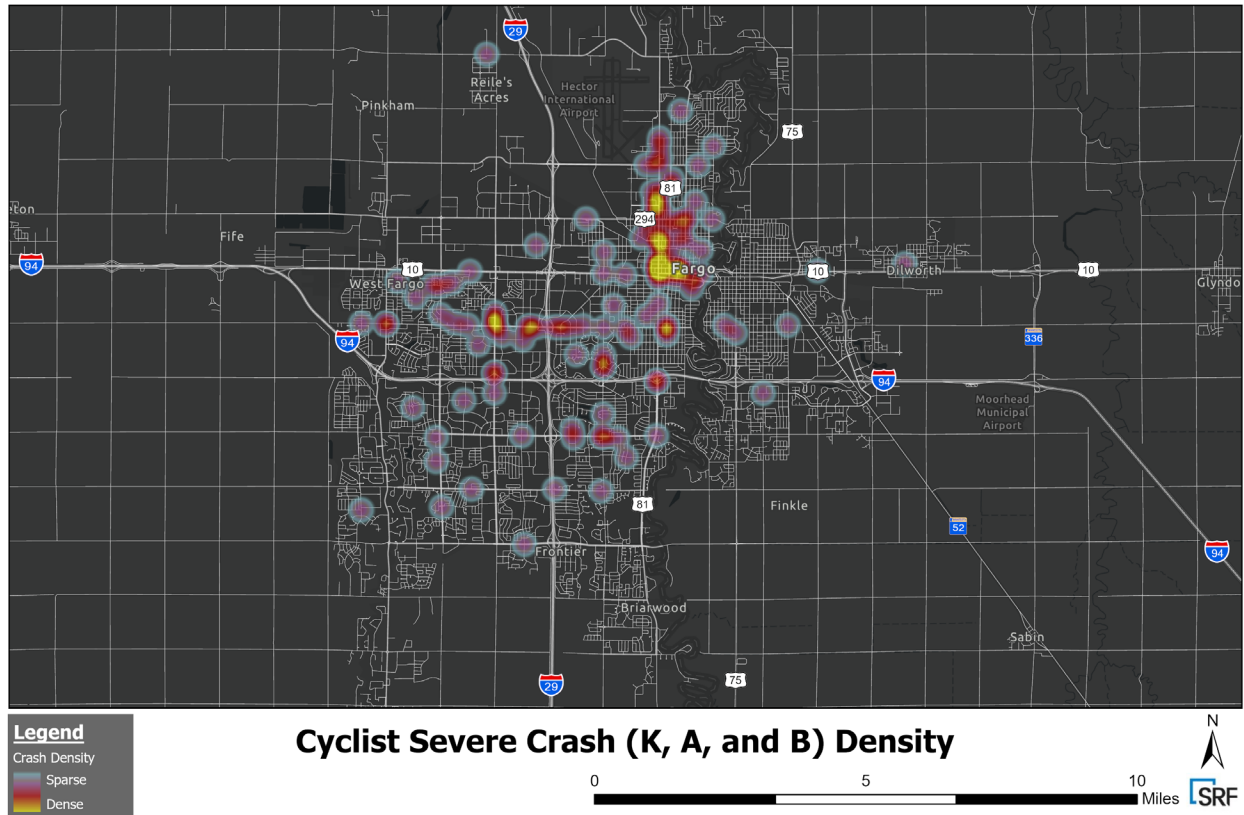 29
Reile's
Acres
Hector
International
Airport
Pinkham
75
81
eton
294
Fife
94
10
Fargo
10
Dilworth
10
West Fargo
Glyndo
94
336
94
Moorhead
Municipal
Airport
81
Finkle
52
94
Frontier
Briarwood
Sabin
29
75
Legend
Crash Density
Sparse
Dense
Cyclist Severe Crash (K, A, and B) Density
0 5 10
Miles
N
SRF